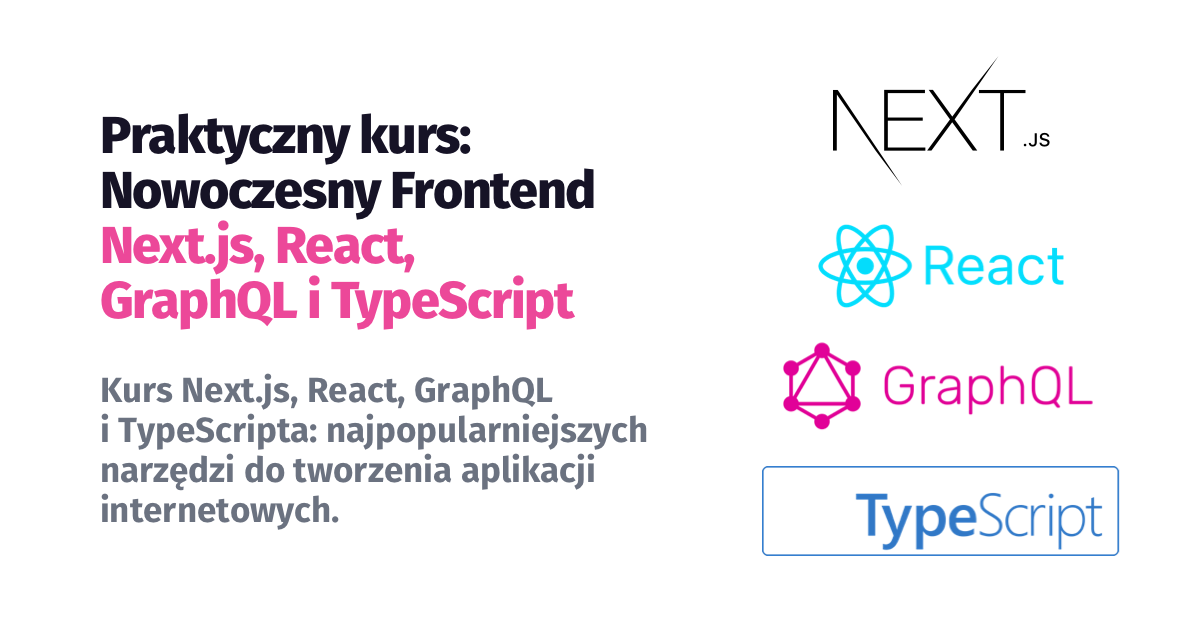 Praktyczny kurs:
Nowoczesny Frontend
Next.js, React,
GraphQL i TypeScript
Kurs Next.js, React, GraphQL
i TypeScripta: najpopularniejszych
narzędzi do tworzenia aplikacji
internetowych.
NEXT.JS
React
GraphQL
TypeScript